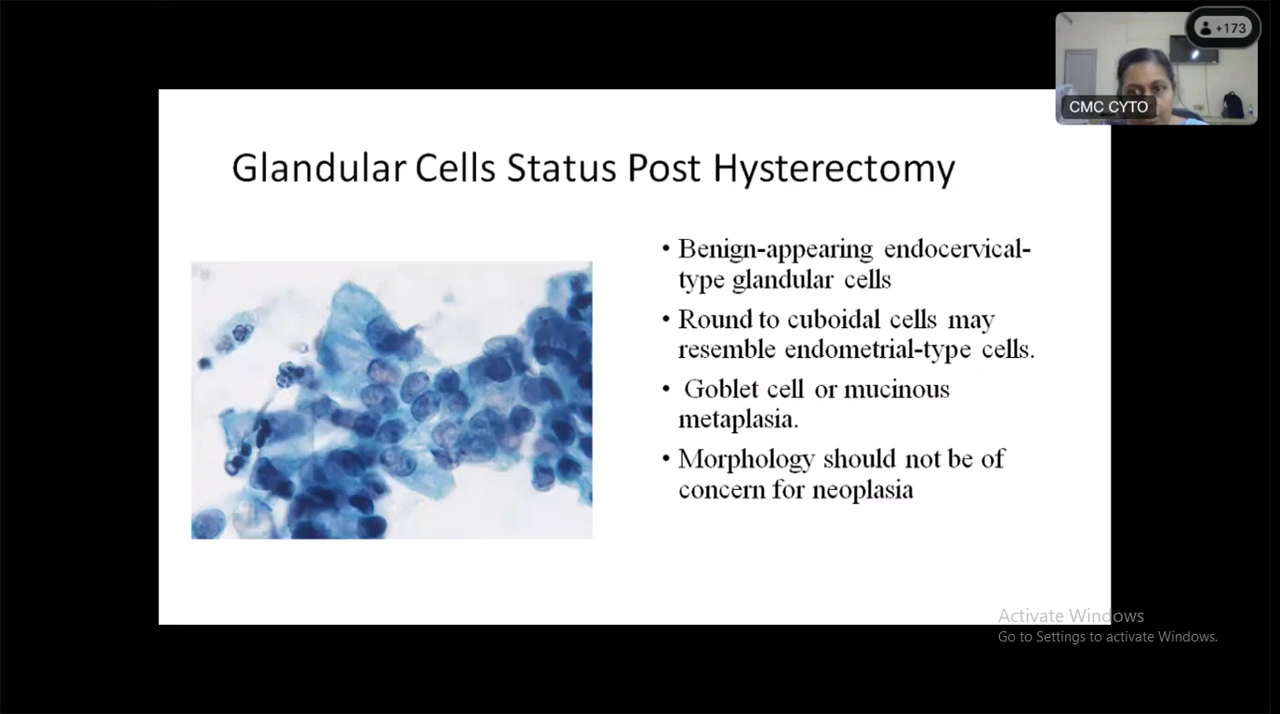 +173
CMC CYTO
Glandular Cells Status Post Hysterectomy
• Benign-appearing endocervical-
type glandular cells
• Round to cuboidal cells may
resemble endometrial-type cells.
• Goblet cell or mucinous
metaplasia.
• Morphology should not be of
concern for neoplasia
Activate Windows
Go to Settings to activate Windows.